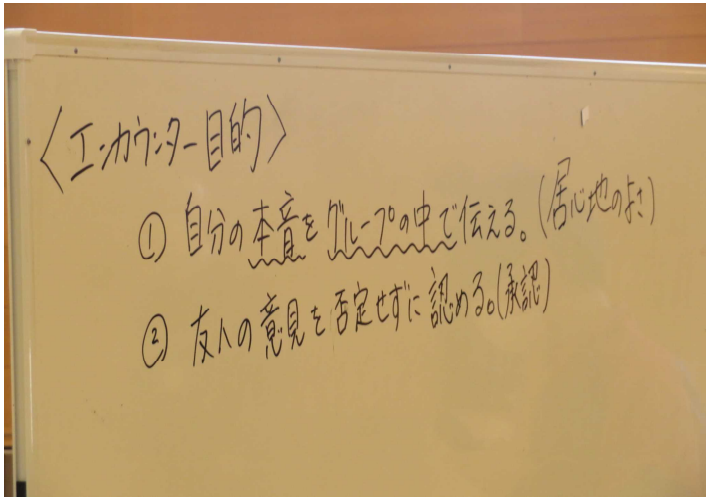 〈エンカウンター目的〉
① 自分の本音をグループの中で伝える。(居心地のよさ)
② 友人の意見を否定せずに認める。(承認)